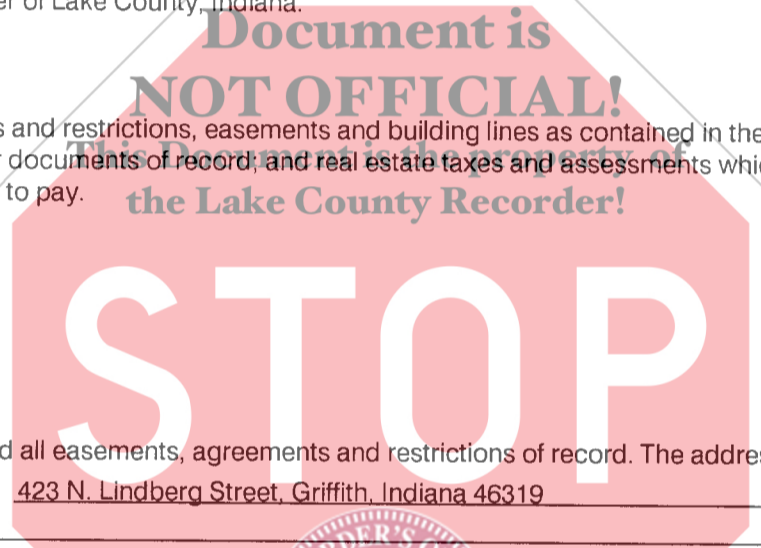 of Lake County, Indiana.
Document is
NOT OFFICIAL!
and restrictions, easements and building lines as contained in the
This Document is the property of
documents of record; and real estate taxes and assessments
to pay.
the Lake County Recorder!
STOP
all easements, agreements and restrictions of record. The
423 N. Lindberg Street, Griffith, Indiana 46319